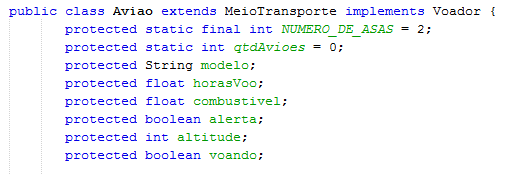 public class Aviao extends MeioTransporte implements Voador {
protected static final int NUMERO_DE_ASAS = 2;
protected static int qtdAvioes = 0;
protected String modelo;
protected float horasVoo;
protected float combustivel;
protected boolean alerta;
protected int altitude;
protected boolean voando;